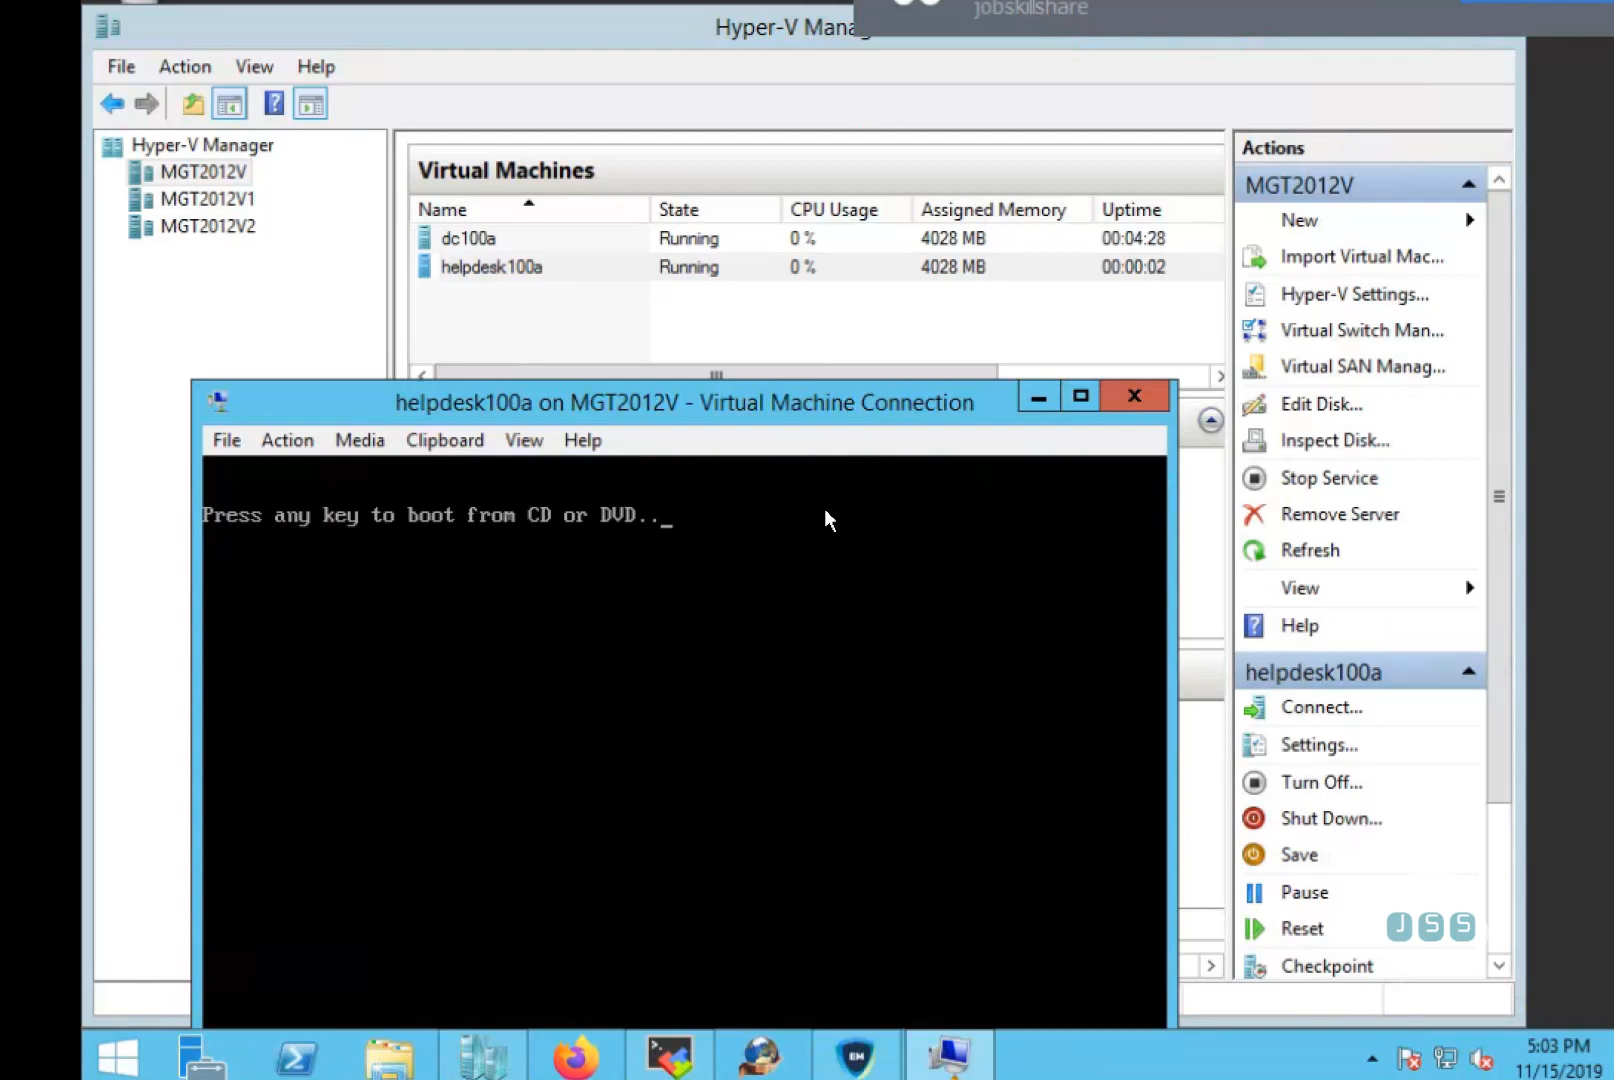 jobskillshare
Hyper-V Manag
File Action View Help
Hyper-V Manager
MGT2012V
MGT2012V1
MGT2012V2
Virtual Machines
Name State CPU Usage Assigned Memory Uptime
dc100a Running 0 % 4028 MB 00:04:28
helpdesk100a Running 0 % 4028 MB 00:00:02
helpdesk100a on MGT2012V - Virtual Machine Connection
File Action Media Clipboard View Help
Press any key to boot from CD or DVD.._
Actions
MGT2012V
New
Import Virtual Mac...
Hyper-V Settings...
Virtual Switch Man...
Virtual SAN Manag...
Edit Disk...
Inspect Disk...
Stop Service
Remove Server
Refresh
View
Help
helpdesk100a
Connect...
Settings...
Turn Off...
Shut Down...
Save
Pause
Reset
JSS
Checkpoint
EM
5:03 PM
11/15/2019